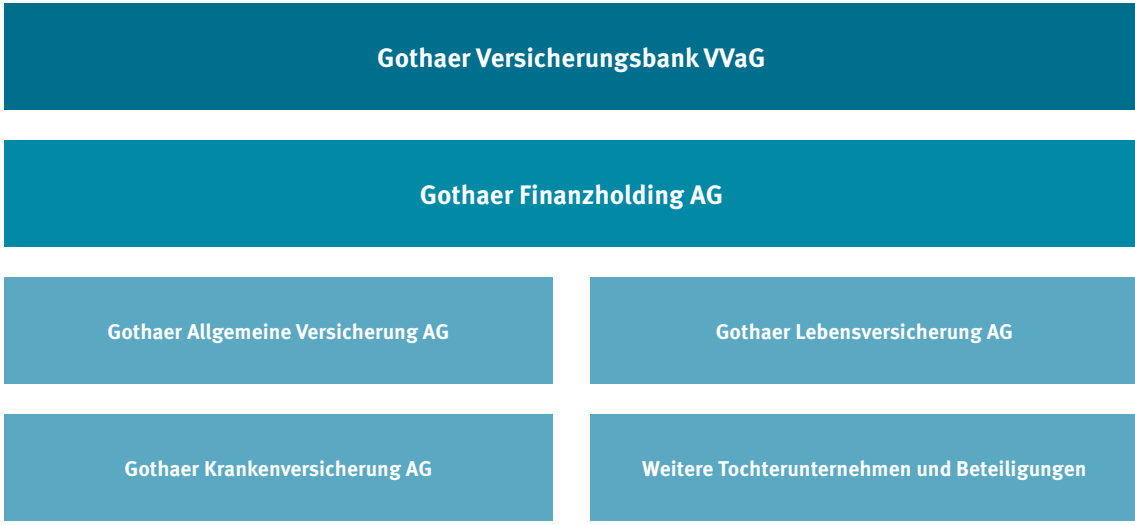 Gothaer Versicherungsbank VVaG
Gothaer Finanzholding AG
Gothaer Allgemeine Versicherung AG
Gothaer Lebensversicherung AG
Gothaer Krankenversicherung AG
Weitere Tochterunternehmen und Beteiligungen